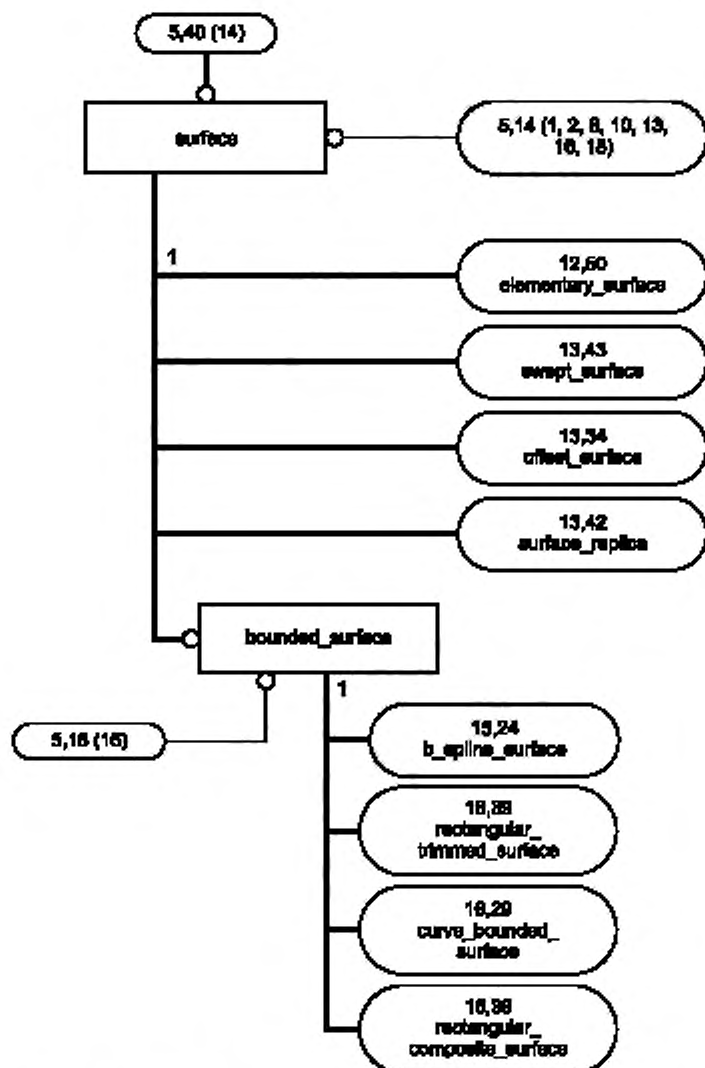 5,40 (14)
surface
5,14 (1, 2, 8, 10, 13,
16, 18)
1
12,50
elementary_surface
13,43
swept_surface
13,34
offset_surface
13,42
surface_replica
bounded_surface
1
5,16 (16)
15,24
b_spline_surface
rectangular_
trimmed_surface
16,29
curve_bounded_
surface
rectangular_
composite_surface